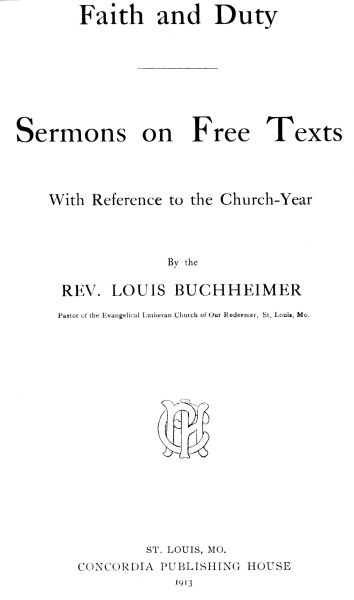 Faith and Duty
Sermons on Free Texts
With Reference to the Church-Year
By the
REV. LOUIS BUCHHEIMER
Pastor of the Evangelical Lutheran Church of Our Redeemer, St. Louis, Mo.
CPH
ST. LOUIS, MO.
CONCORDIA PUBLISHING HOUSE
1913